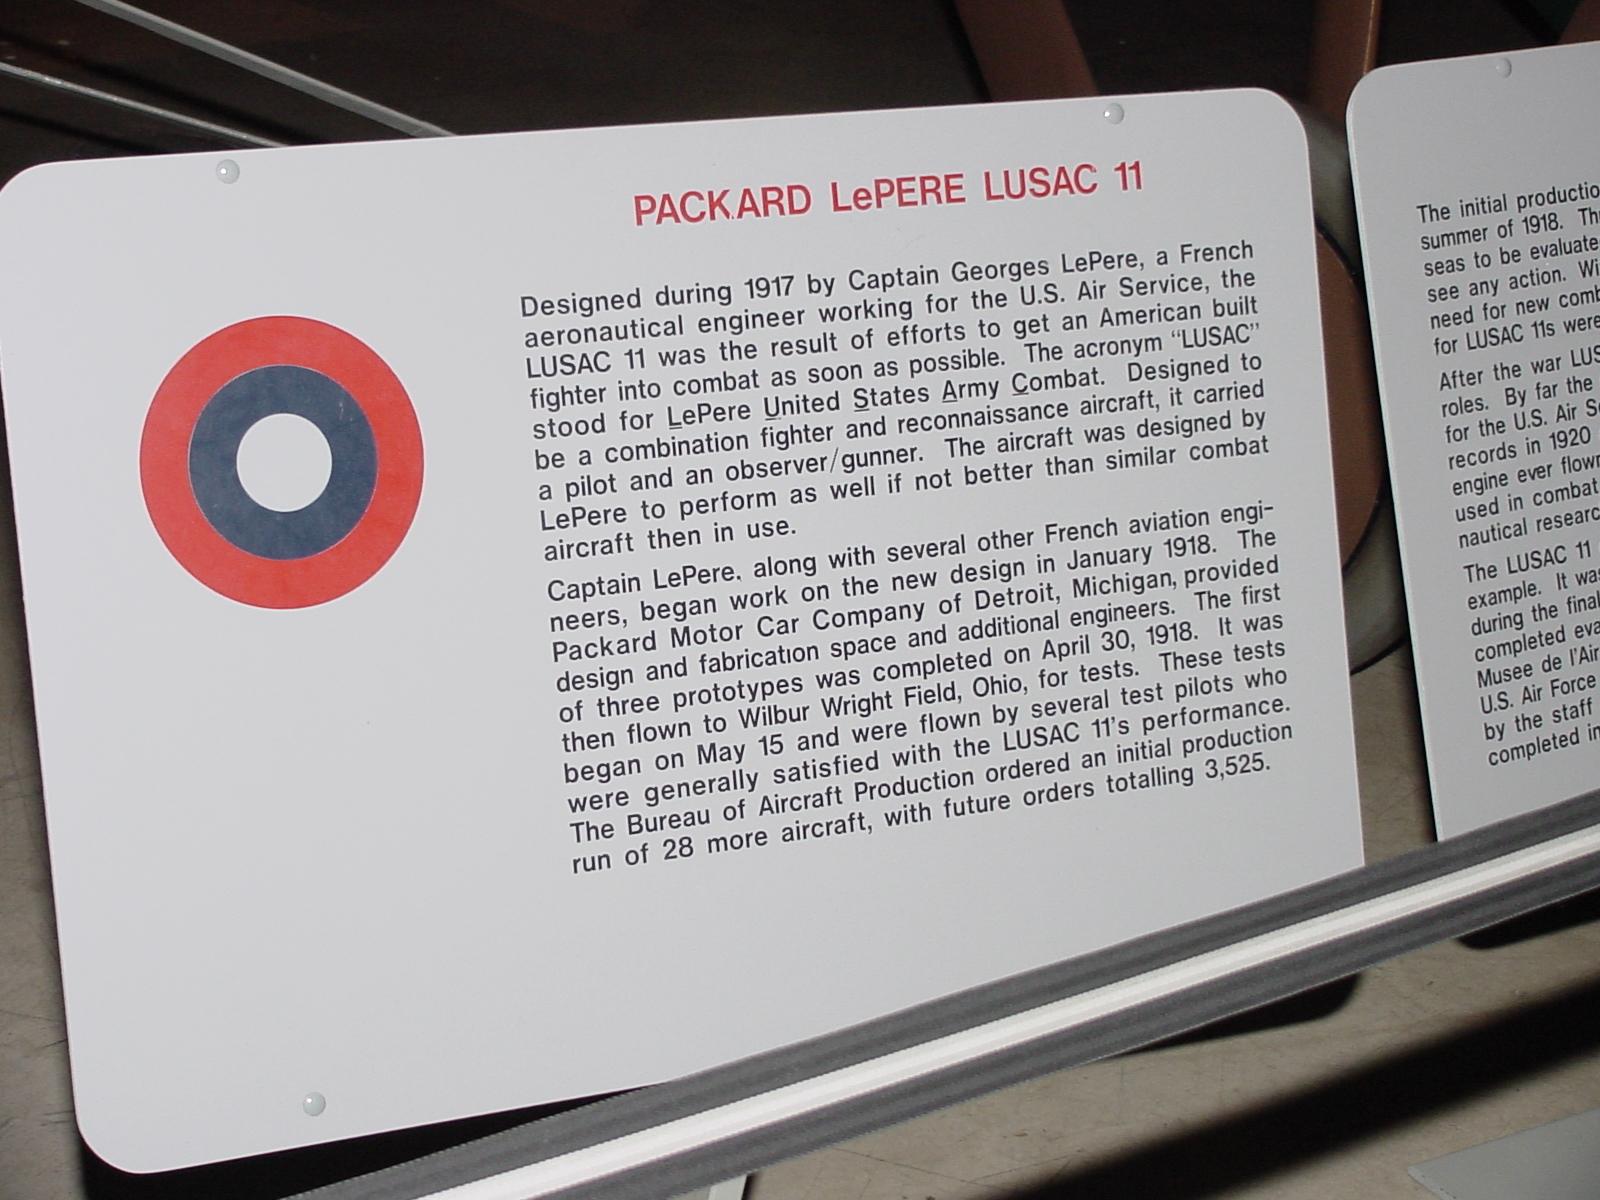 PACKARD LePERE LUSAC 11
Designed during 1917 by Captain Georges LePere, a French
aeronautical engineer working for the U.S. Air Service, the
LUSAC 11 was the result of efforts to get an American built
fighter into combat as soon as possible. The acronym "LUSAC"
stood for LePere United States Army Combat. Designed to
be a combination fighter and reconnaissance aircraft, it carried
a pilot and an observer/gunner. The aircraft was designed by
LePere to perform as well if not better than similar combat
aircraft then in use.
Captain LePere. along with several other French aviation engi-
neers, began work on the new design in January 1918. The
Packard Motor Car Company of Detroit, Michigan, provided
design and fabrication space and additional engineers. The first
of three prototypes was completed on April 30, 1918. It was
then flown to Wilbur Wright Field, Ohio, for tests. These tests
began on May 15 and were flown by several test pilots who
were generally satisfied with the LUSAC 11's performance.
The Bureau of Aircraft Production ordered an initial production
run of 28 more aircraft, with future orders totalling 3,525.
The initial productio
summer of 1918. Th
seas to be evaluate
see any action. Wi
need for new comb
for LUSAC 11s were
After the war LUS
roles. By far the
for the U.S. Air S
records in 1920
engine ever flown
used in combat
nautical researc
The LUSAC 11
example. It was
during the final
completed eva
Musee de l'Air
U.S. Air Force
by the staff
completed in